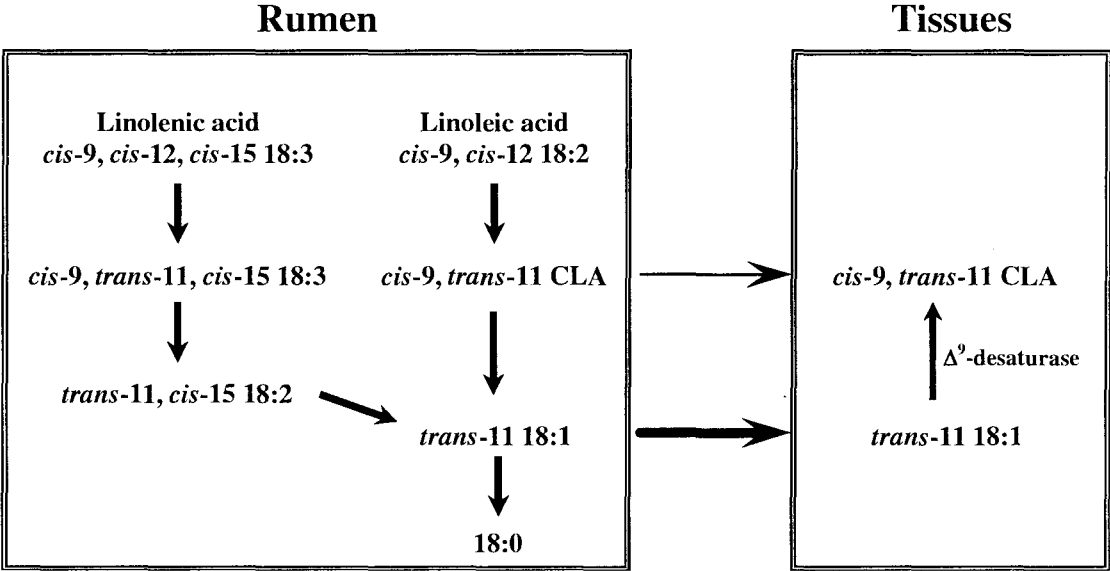 Rumen
Linolenic acid
cis-9, cis-12, cis-15 18:3
cis-9, trans-11, cis-15 18:3
trans-11, cis-15 18:2
Linoleic acid
cis-9, cis-12 18:2
cis-9, trans-11 CLA
trans-11 18:1
18:0
Tissues
cis-9, trans-11 CLA
Δ⁹-desaturase
trans-11 18:1